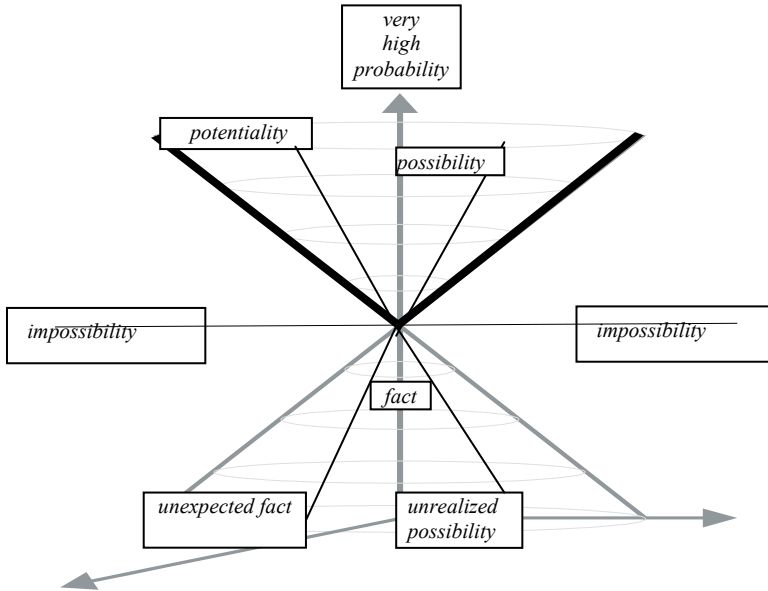 very
high
probability
potentiality
possibility
impossibility
impossibility
fact
unexpected fact
unrealized
possibility